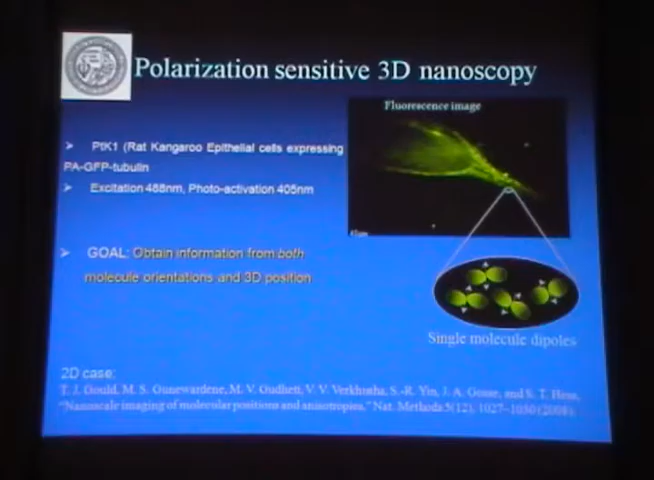 Polarization sensitive 3D nanoscopy
Fluorescence image
➢ PtK1 (Rat Kangaroo Epithelial cells expressing
PA-GFP-tubulin
➢ Excitation 488nm, Photo-activation 405nm
➢ GOAL: Obtain information from both
molecule orientations and 3D position
Single molecule dipoles
2D case:
T. J. Gould, M. S. Gunewardene, M. V. Gudheti, V. V. Verkhusha, S.-R. Yin, J. A. Gosse, and S. T. Hess,
"Nanoscale imaging of molecular positions and anisotropies," Nat. Methods 5(12), 1027–1030 (2008).